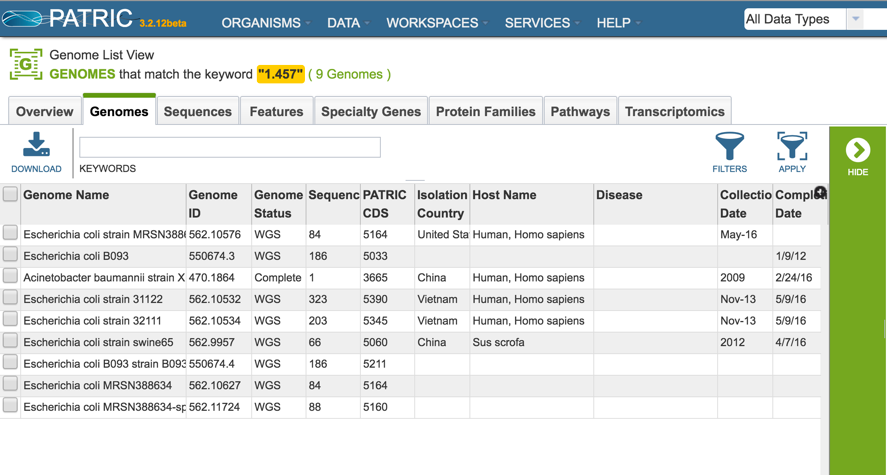 PATRIC 3.2.12beta ORGANISMS DATA WORKSPACES SERVICES HELP All Data Types
Genome List View
GENOMES that match the keyword "1.457" ( 9 Genomes )
Overview Genomes Sequences Features Specialty Genes Protein Families Pathways Transcriptomics
DOWNLOAD KEYWORDS FILTERS APPLY HIDE
Genome Name Genome ID Genome Status Sequenc PATRIC CDS Isolation Country Host Name Disease Collectio Date Completi Date
Escherichia coli strain MRSN388 562.10576 WGS 84 5164 United Sta Human, Homo sapiens May-16
Escherichia coli B093 550674.3 WGS 186 5033 1/9/12
Acinetobacter baumannii strain X 470.1864 Complete 1 3665 China Human, Homo sapiens 2009 2/24/16
Escherichia coli strain 31122 562.10532 WGS 323 5390 Vietnam Human, Homo sapiens Nov-13 5/9/16
Escherichia coli strain 32111 562.10534 WGS 203 5345 Vietnam Human, Homo sapiens Nov-13 5/9/16
Escherichia coli strain swine65 562.9957 WGS 66 5060 China Sus scrofa 2012 4/7/16
Escherichia coli B093 strain B093 550674.4 WGS 186 5211
Escherichia coli MRSN388634 562.10627 WGS 84 5164
Escherichia coli MRSN388634-sp 562.11724 WGS 88 5160